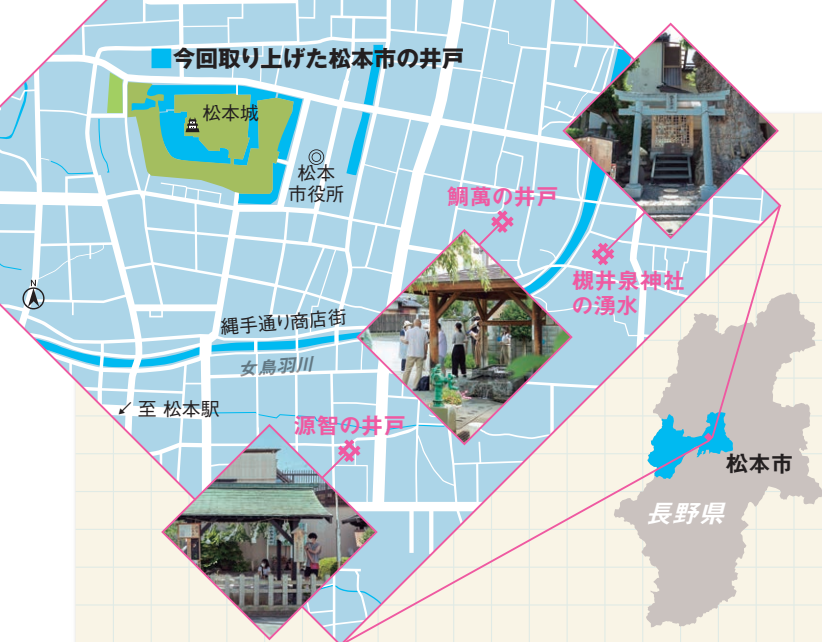 今回取り上げた松本市の井戸
松本城
松本
市役所
鯛萬の井戸
槻井泉神社
の湧水
N
縄手通り商店街
女鳥羽川
至 松本駅
源智の井戸
松本市
長野県